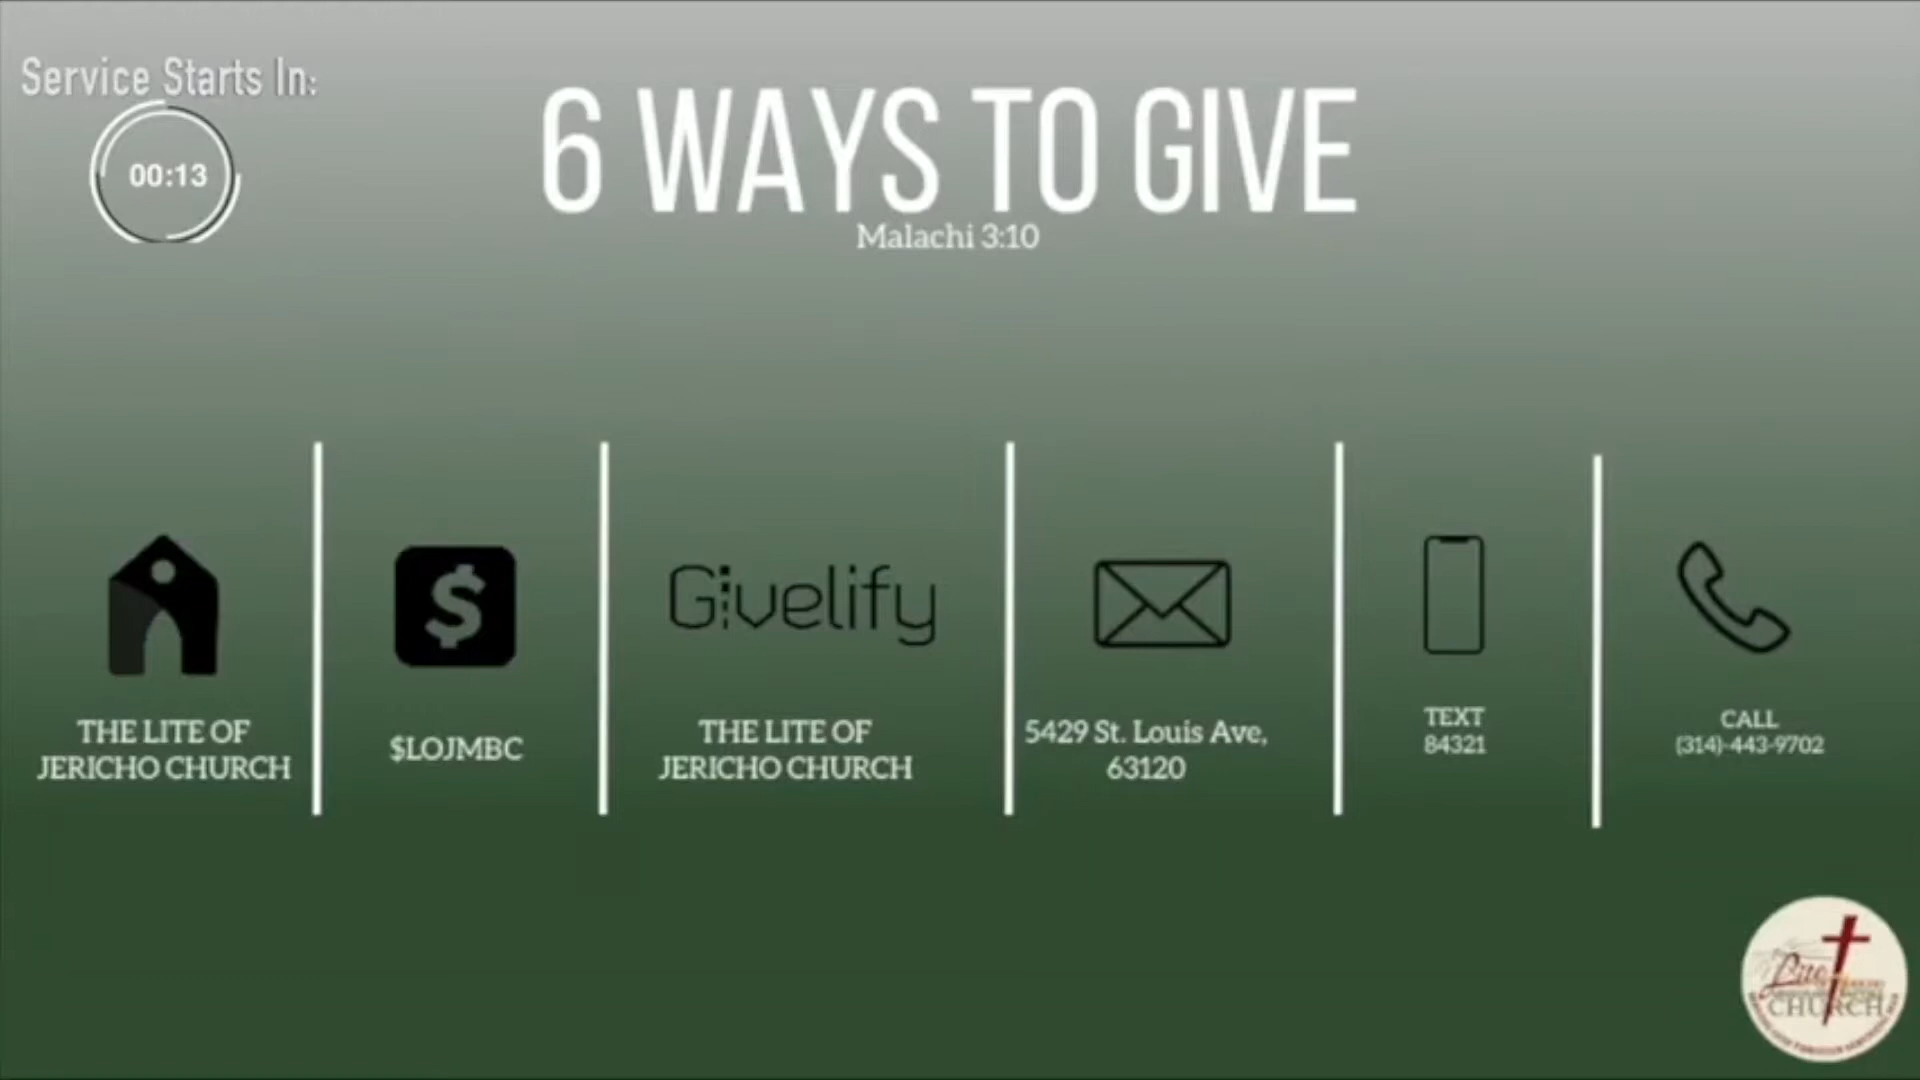 Service Starts In:
00:13
6 WAYS TO GIVE
Malachi 3:10
THE LITE OF
JERICHO CHURCH
$
$LOJMBC
Givelify
THE LITE OF
JERICHO CHURCH
5429 St. Louis Ave,
63120
TEXT
84321
CALL
(314)-443-9702
Lite
CHURCH